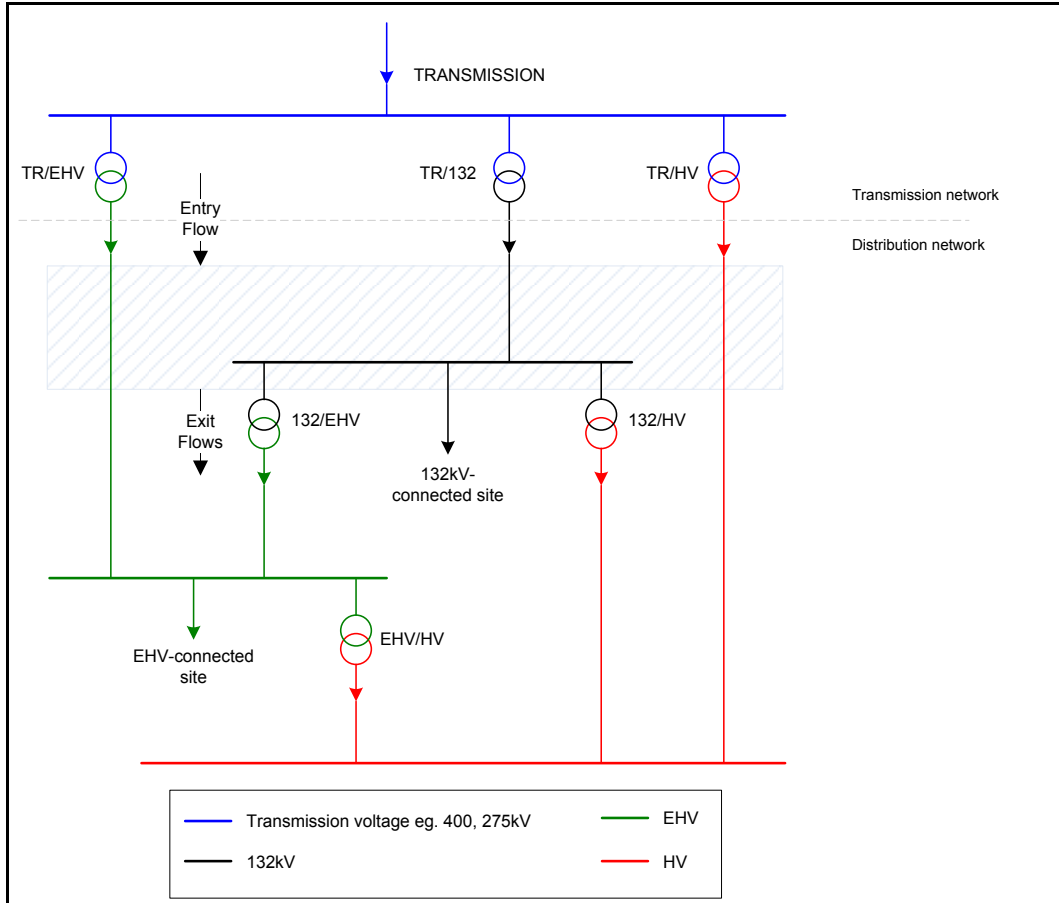 TRANSMISSION
TR/EHV
TR/132
TR/HV
Transmission network
Entry
Flow
Distribution network
Exit
Flows
132/EHV
132/HV
132kV-
connected site
EHV/HV
EHV-connected
site
Transmission voltage eg. 400, 275kV
EHV
132kV
HV